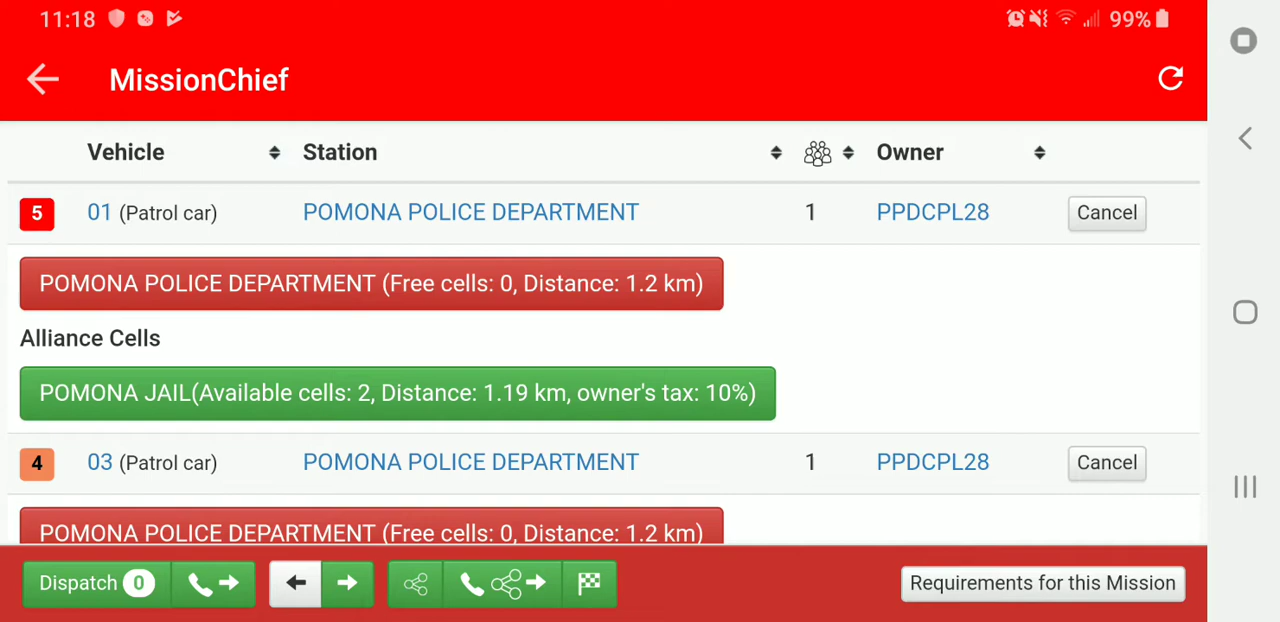 11:18 99%
MissionChief
Vehicle Station Owner
5 01 (Patrol car) POMONA POLICE DEPARTMENT 1 PPDCPL28 Cancel
POMONA POLICE DEPARTMENT (Free cells: 0, Distance: 1.2 km)
Alliance Cells
POMONA JAIL(Available cells: 2, Distance: 1.19 km, owner's tax: 10%)
4 03 (Patrol car) POMONA POLICE DEPARTMENT 1 PPDCPL28 Cancel
POMONA POLICE DEPARTMENT (Free cells: 0, Distance: 1.2 km)
Dispatch 0 Requirements for this Mission